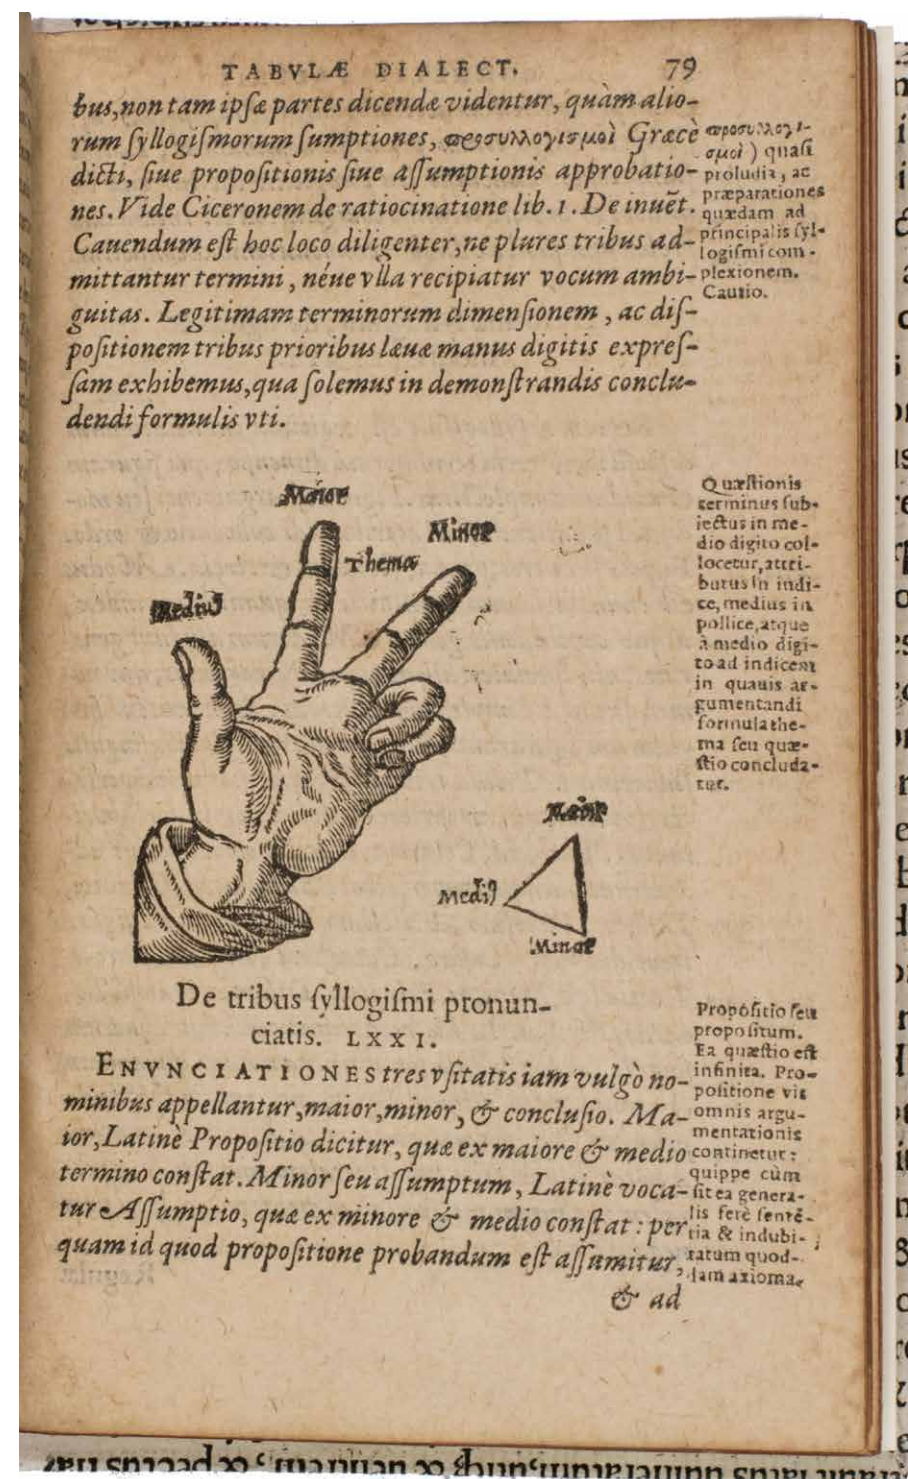 TABVLÆ DIALECT. 79
bus, non tam ipſæ partes dicendæ videntur, quàm alio-
rum ſyllogiſmorum ſumptiones, προσυλλογισμοὶ Græcè
dicti, ſiue propoſitionis ſiue aſſumptionis approbatio-
nes. Vide Ciceronem de ratiocinatione lib. 1. De inuẽt.
Cauendum eſt hoc loco diligenter, ne plures tribus ad-
mittantur termini, néue vlla recipiatur vocum ambi-
guitas. Legitimam terminorum dimenſionem, ac diſ-
poſitionem tribus prioribus læuæ manus digitis expreſ-
ſam exhibemus, qua ſolemus in demonſtrandis conclu-
dendi formulis vti.
προσυλλογι-
σμοὶ) quaſi
proludia, ac
præparationes
quædam ad
principalis ſyl-
logiſmi com-
plexionem.
Cautio.
Maior
Minor
Thema
Mediꝰ
Quæſtionis
terminus ſub-
iectus in me-
dio digito col-
locetur, attri-
butus in indi-
ce, medius in
pollice, atque
à medio digi-
to ad indicem
in quauis ar-
gumentandi
formula the-
ma ſeu quæ-
ſtio concluda-
tur.
Maior
Mediꝰ
Minor
De tribus ſyllogiſmi pronun-
ciatis. LXXI.
ENVNCIATIONES tres vſitatis iam vulgò no-
minibus appellantur, maior, minor, & concluſio. Ma-
ior, Latinè Propoſitio dicitur, quæ ex maiore & medio
termino conſtat. Minor ſeu aſſumptum, Latinè voca-
tur Aſſumptio, quæ ex minore & medio conſtat: per
quam id quod propoſitione probandum eſt aſſumitur,
& ad
Propoſitio ſeu
propoſitum.
Ea quæſtio eſt
infinita. Pro-
poſitione vis
omnis argu-
mentationis
continetur:
quippe cùm
ſit ea genera-
lis ferè ſentẽ-
tia & indubi-
tatum quod-
dam axioma.